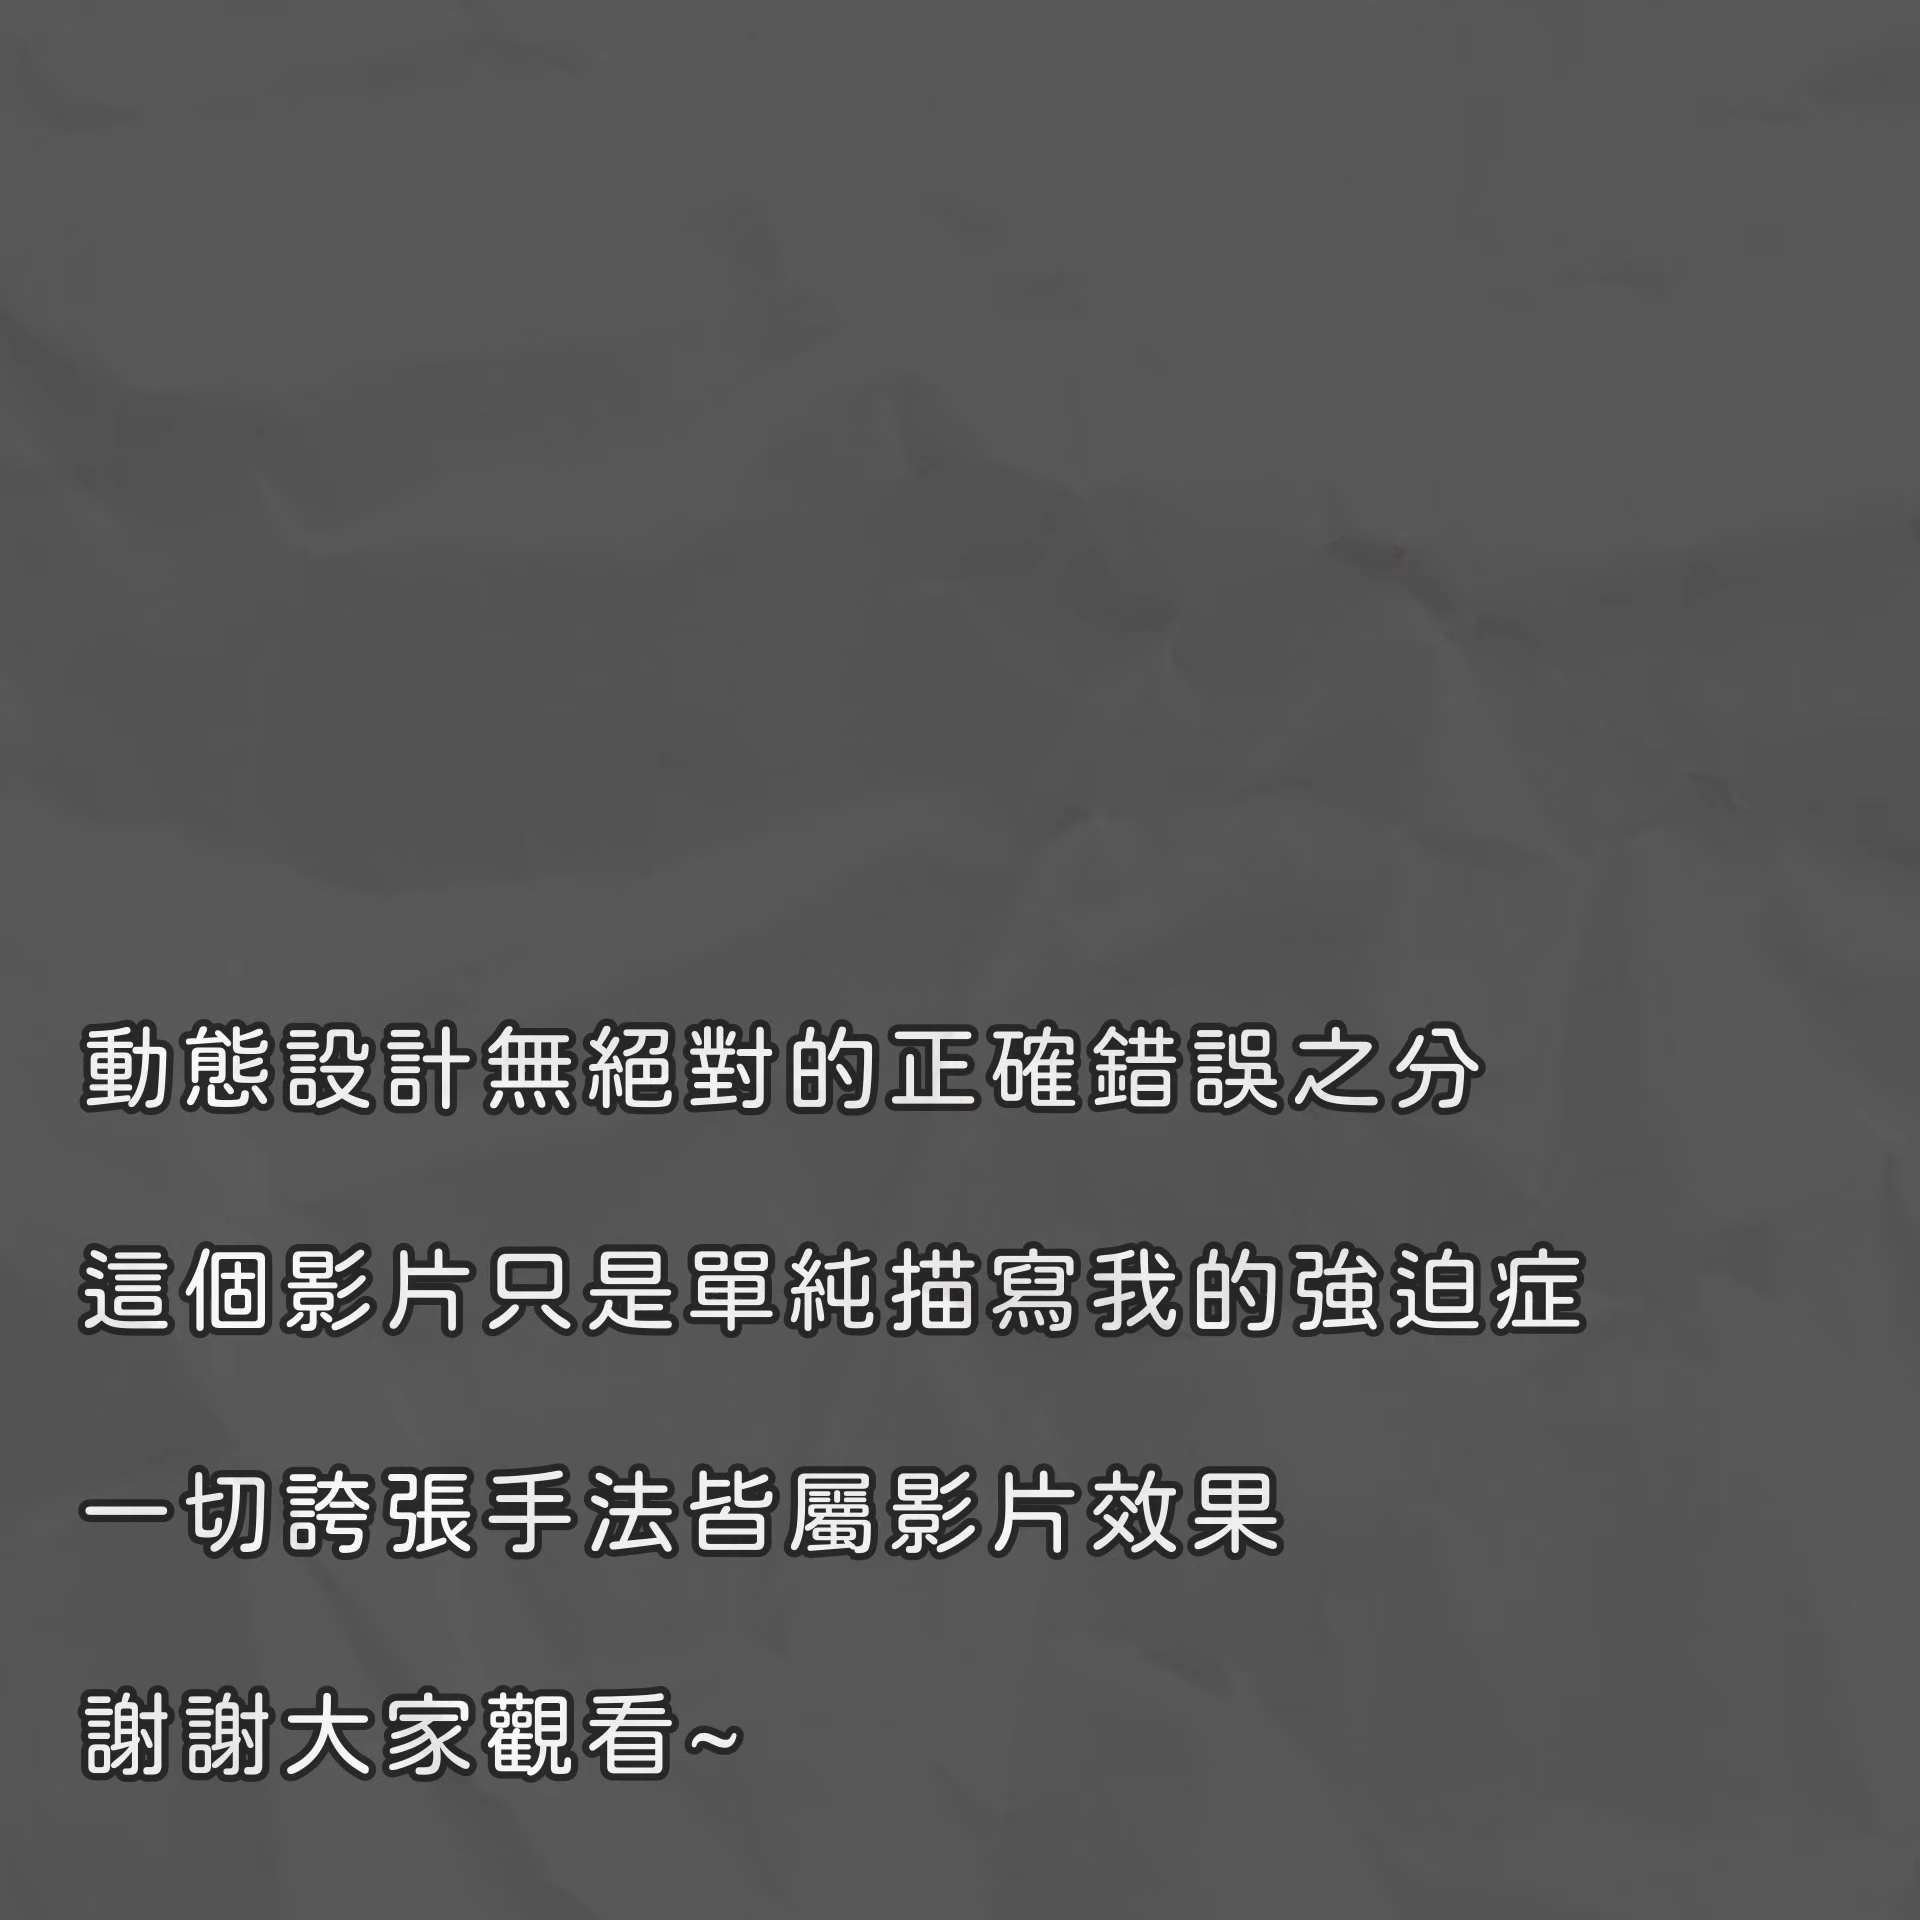 動態設計無絕對的正確錯誤之分
這個影片只是單純描寫我的強迫症
一切誇張手法皆屬影片效果
謝謝大家觀看~